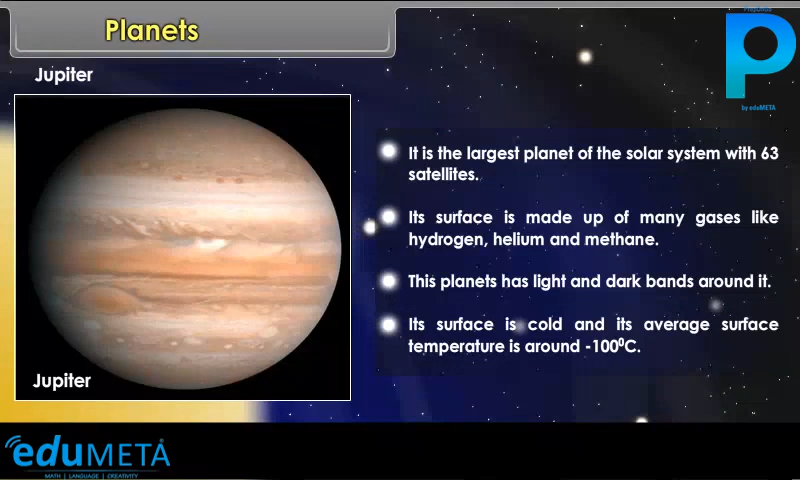 Planets
PrepOnGo
by eduMETA
Jupiter
It is the largest planet of the solar system with 63
satellites.
Its surface is made up of many gases like
hydrogen, helium and methane.
This planets has light and dark bands around it.
Its surface is cold and its average surface
temperature is around -100⁰C.
Jupiter
eduMETA
MATH | LANGUAGE | CREATIVITY